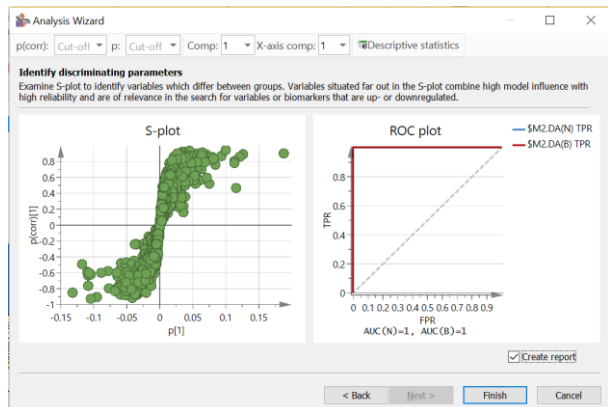 Analysis Wizard
p(corr): Cut-off p: Cut-off Comp: 1 X-axis comp: 1 Descriptive statistics
Identify discriminating parameters
Examine S-plot to identify variables which differ between groups. Variables situated far out in the S-plot combine high model influence with
high reliability and are of relevance in the search for variables or biomarkers that are up- or downregulated.
S-plot
p(corr)[1]
0.8
0.6
0.4
0.2
0
-0.2
-0.4
-0.6
-0.8
-1
-0.15 -0.1 -0.05 0 0.05 0.1 0.15
p[1]
ROC plot
$M2.DA(N) TPR
$M2.DA(B) TPR
TPR
0.8
0.6
0.4
0.2
0
0 0.1 0.2 0.3 0.4 0.5 0.6 0.7 0.8 0.9
FPR
AUC(N)=1, AUC(B)=1
Create report
< Back Next > Finish Cancel